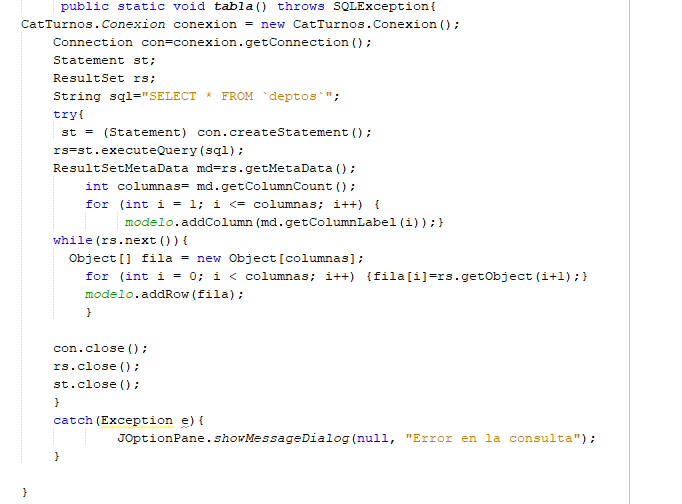 public static void tabla() throws SQLException{
CatTurnos.Conexion conexion = new CatTurnos.Conexion();
Connection con=conexion.getConnection();
Statement st;
ResultSet rs;
String sql="SELECT * FROM `deptos`";
try{
st = (Statement) con.createStatement();
rs=st.executeQuery(sql);
ResultSetMetaData md=rs.getMetaData();
int columnas= md.getColumnCount();
for (int i = 1; i <= columnas; i++) {
modelo.addColumn(md.getColumnLabel(i));}
while(rs.next()){
Object[] fila = new Object[columnas];
for (int i = 0; i < columnas; i++) {fila[i]=rs.getObject(i+1);}
modelo.addRow(fila);
}
con.close();
rs.close();
st.close();
}
catch(Exception e){
JOptionPane.showMessageDialog(null, "Error en la consulta");
}
}